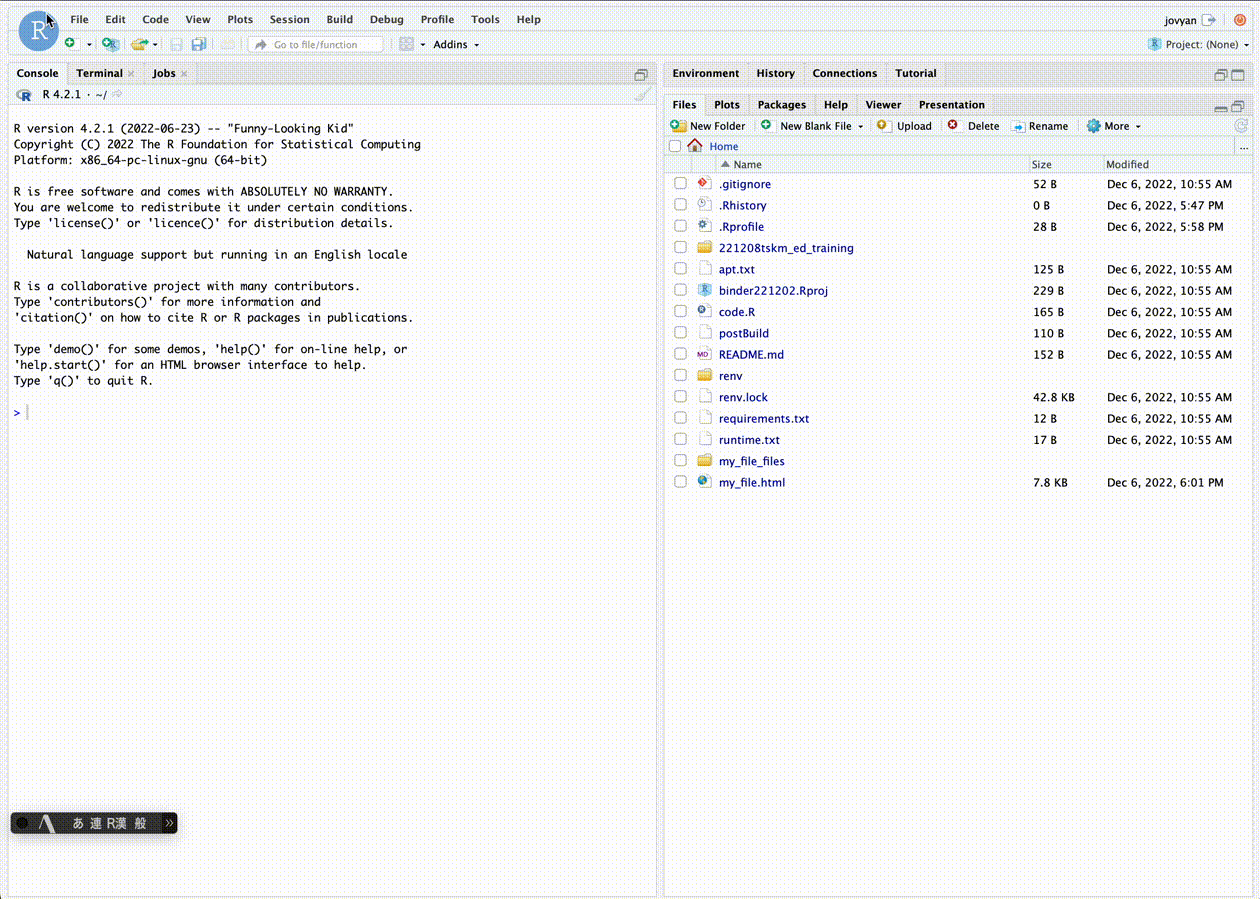 R File Edit Code View Plots Session Build Debug Profile Tools Help jovyan
R Go to file/function Addins R Project: (None)
Console Terminal Jobs
R R 4.2.1 · ~/
R version 4.2.1 (2022-06-23) -- "Funny-Looking Kid"
Copyright (C) 2022 The R Foundation for Statistical Computing
Platform: x86_64-pc-linux-gnu (64-bit)
R is free software and comes with ABSOLUTELY NO WARRANTY.
You are welcome to redistribute it under certain conditions.
Type 'license()' or 'licence()' for distribution details.
Natural language support but running in an English locale
R is a collaborative project with many contributors.
Type 'contributors()' for more information and
'citation()' on how to cite R or R packages in publications.
Type 'demo()' for some demos, 'help()' for on-line help, or
'help.start()' for an HTML browser interface to help.
Type 'q()' to quit R.
>
あ 連 R漢 般 »
Environment History Connections Tutorial
Files Plots Packages Help Viewer Presentation
New Folder New Blank File Upload Delete Rename More
Home ...
Name Size Modified
.gitignore 52 B Dec 6, 2022, 10:55 AM
.Rhistory 0 B Dec 6, 2022, 5:47 PM
.Rprofile 28 B Dec 6, 2022, 5:58 PM
221208tskm_ed_training
apt.txt 125 B Dec 6, 2022, 10:55 AM
R binder221202.Rproj 229 B Dec 6, 2022, 10:55 AM
R code.R 165 B Dec 6, 2022, 10:55 AM
postBuild 110 B Dec 6, 2022, 10:55 AM
MD README.md 152 B Dec 6, 2022, 10:55 AM
renv
renv.lock 42.8 KB Dec 6, 2022, 10:55 AM
requirements.txt 12 B Dec 6, 2022, 10:55 AM
runtime.txt 17 B Dec 6, 2022, 10:55 AM
my_file_files
my_file.html 7.8 KB Dec 6, 2022, 6:01 PM